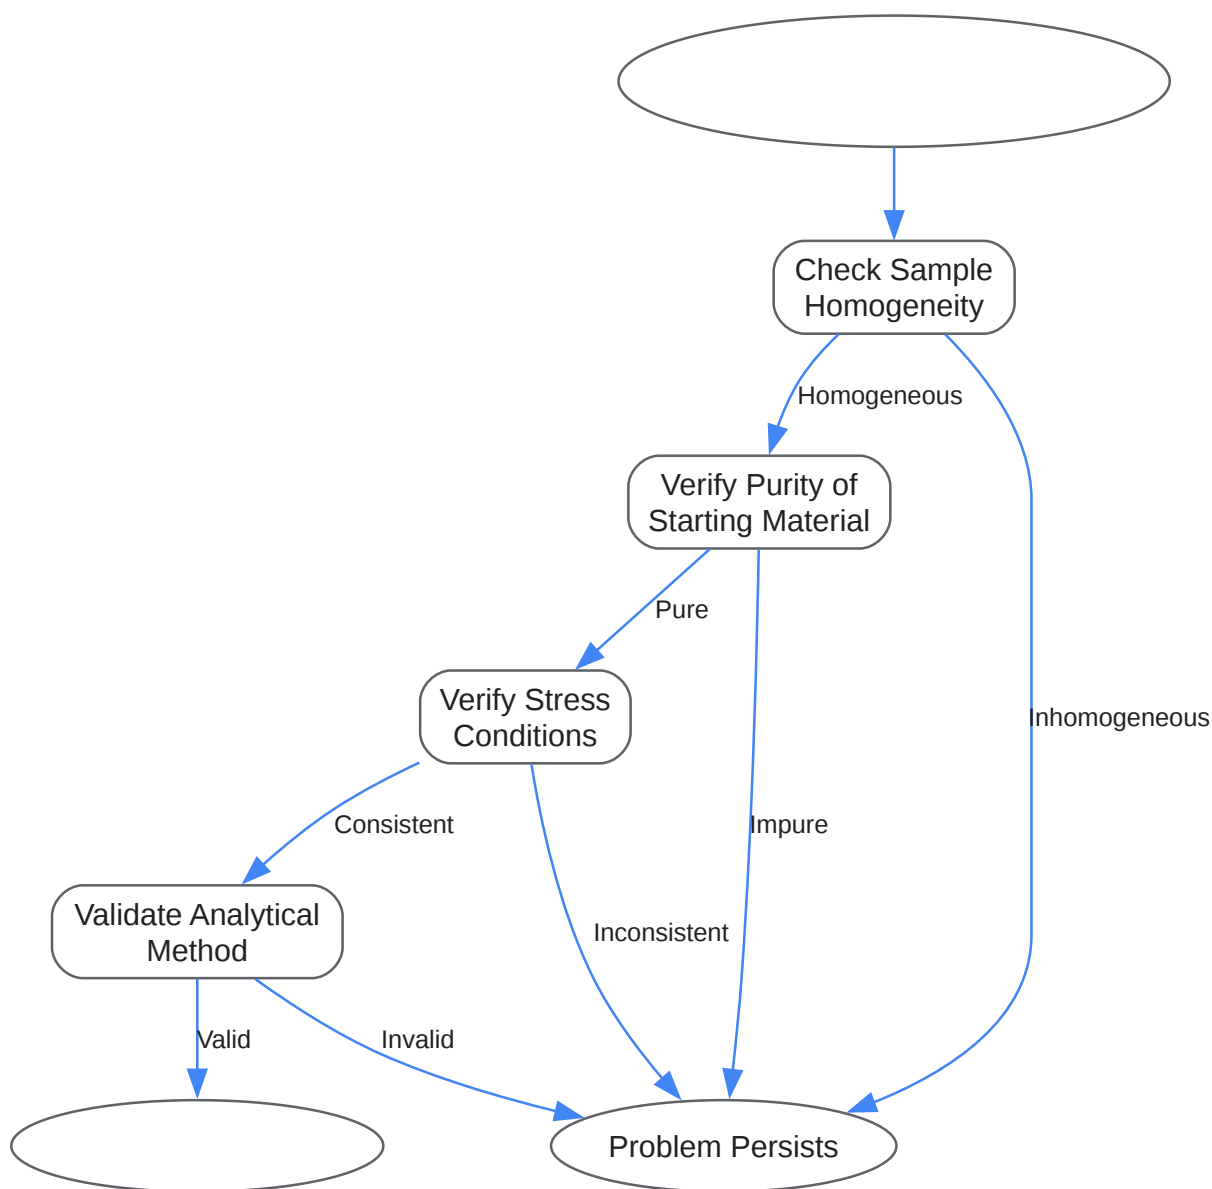 Check Sample
Homogeneity
Homogeneous
Verify Purity of
Starting Material
Pure
Verify Stress
Conditions
Inhomogeneous
Consistent
Impure
Validate Analytical
Method
Inconsistent
Valid
Invalid
Problem Persists